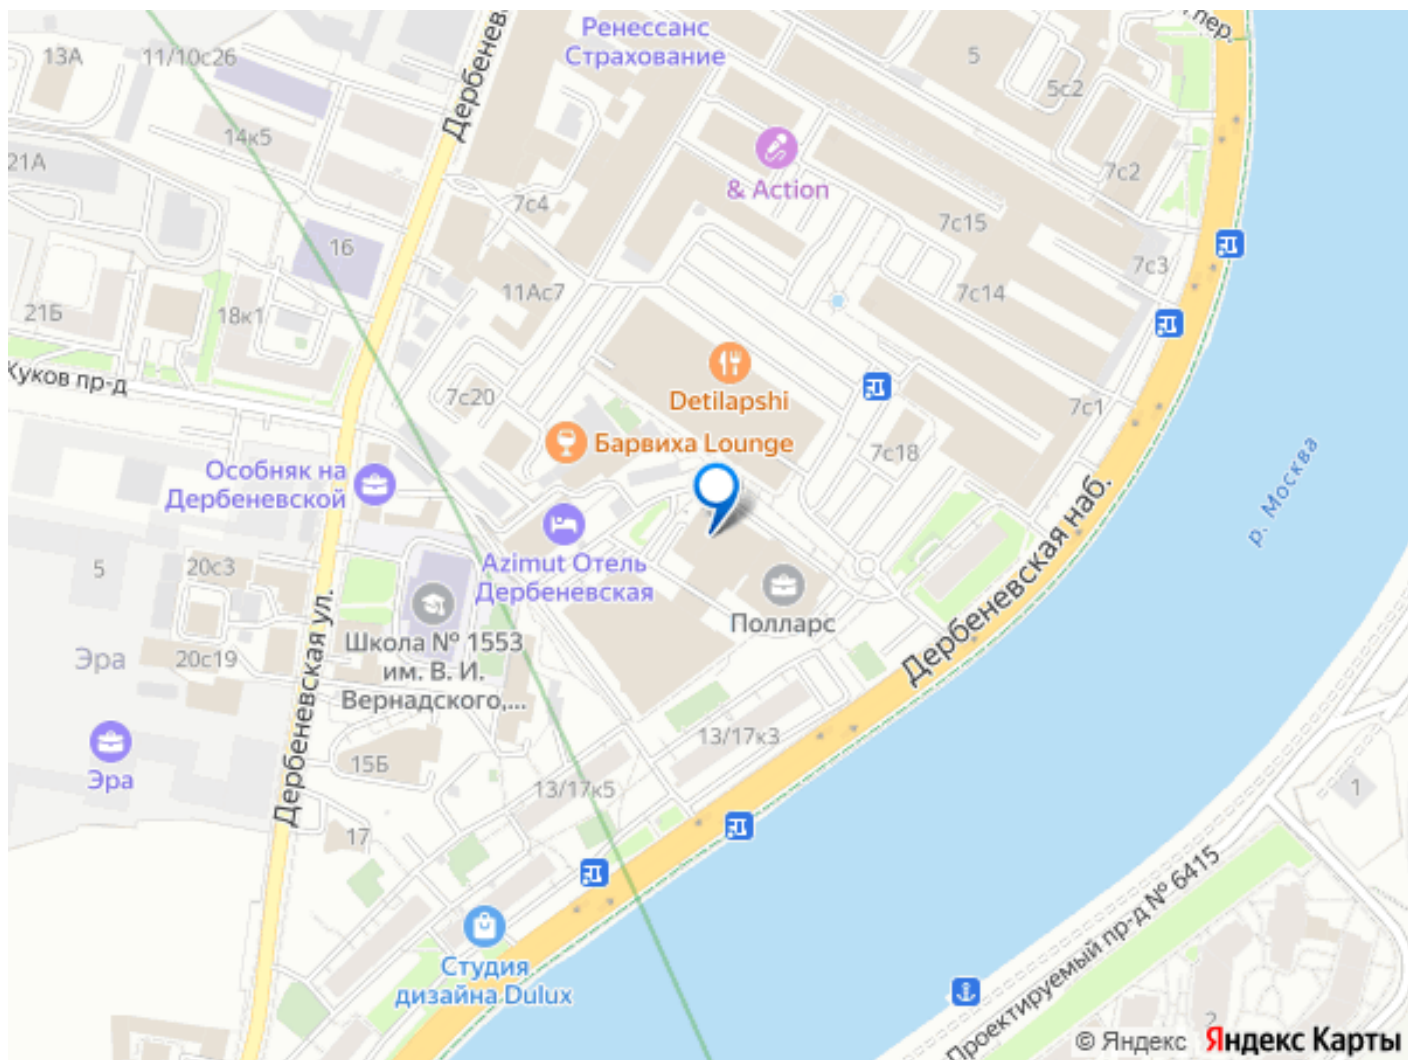 Ренессанс
Страхование
пер.
13А
11/10с26
5
5с2
Дербенев
14к5
& Action
21А
7с2
7с4
7с15
16
7с3
11Ас7
7с14
21Б
18к1
Жуков пр-д
7с20
Detilapshi
7с1
Барвиха Lounge
7с18
Особняк на
Дербеневской
р. Москва
Дербеневская наб.
Azimut Отель
Дербеневская
5
20с3
Полларс
Школа № 1553
им. В. И.
Вернадского,...
Эра
20с19
Дербеневская ул.
13/17к3
15Б
Эра
13/17к5
1
17
Проектируемый пр-д № 6415
Студия
дизайна Dulux
2
© Яндекс Яндекс Карты